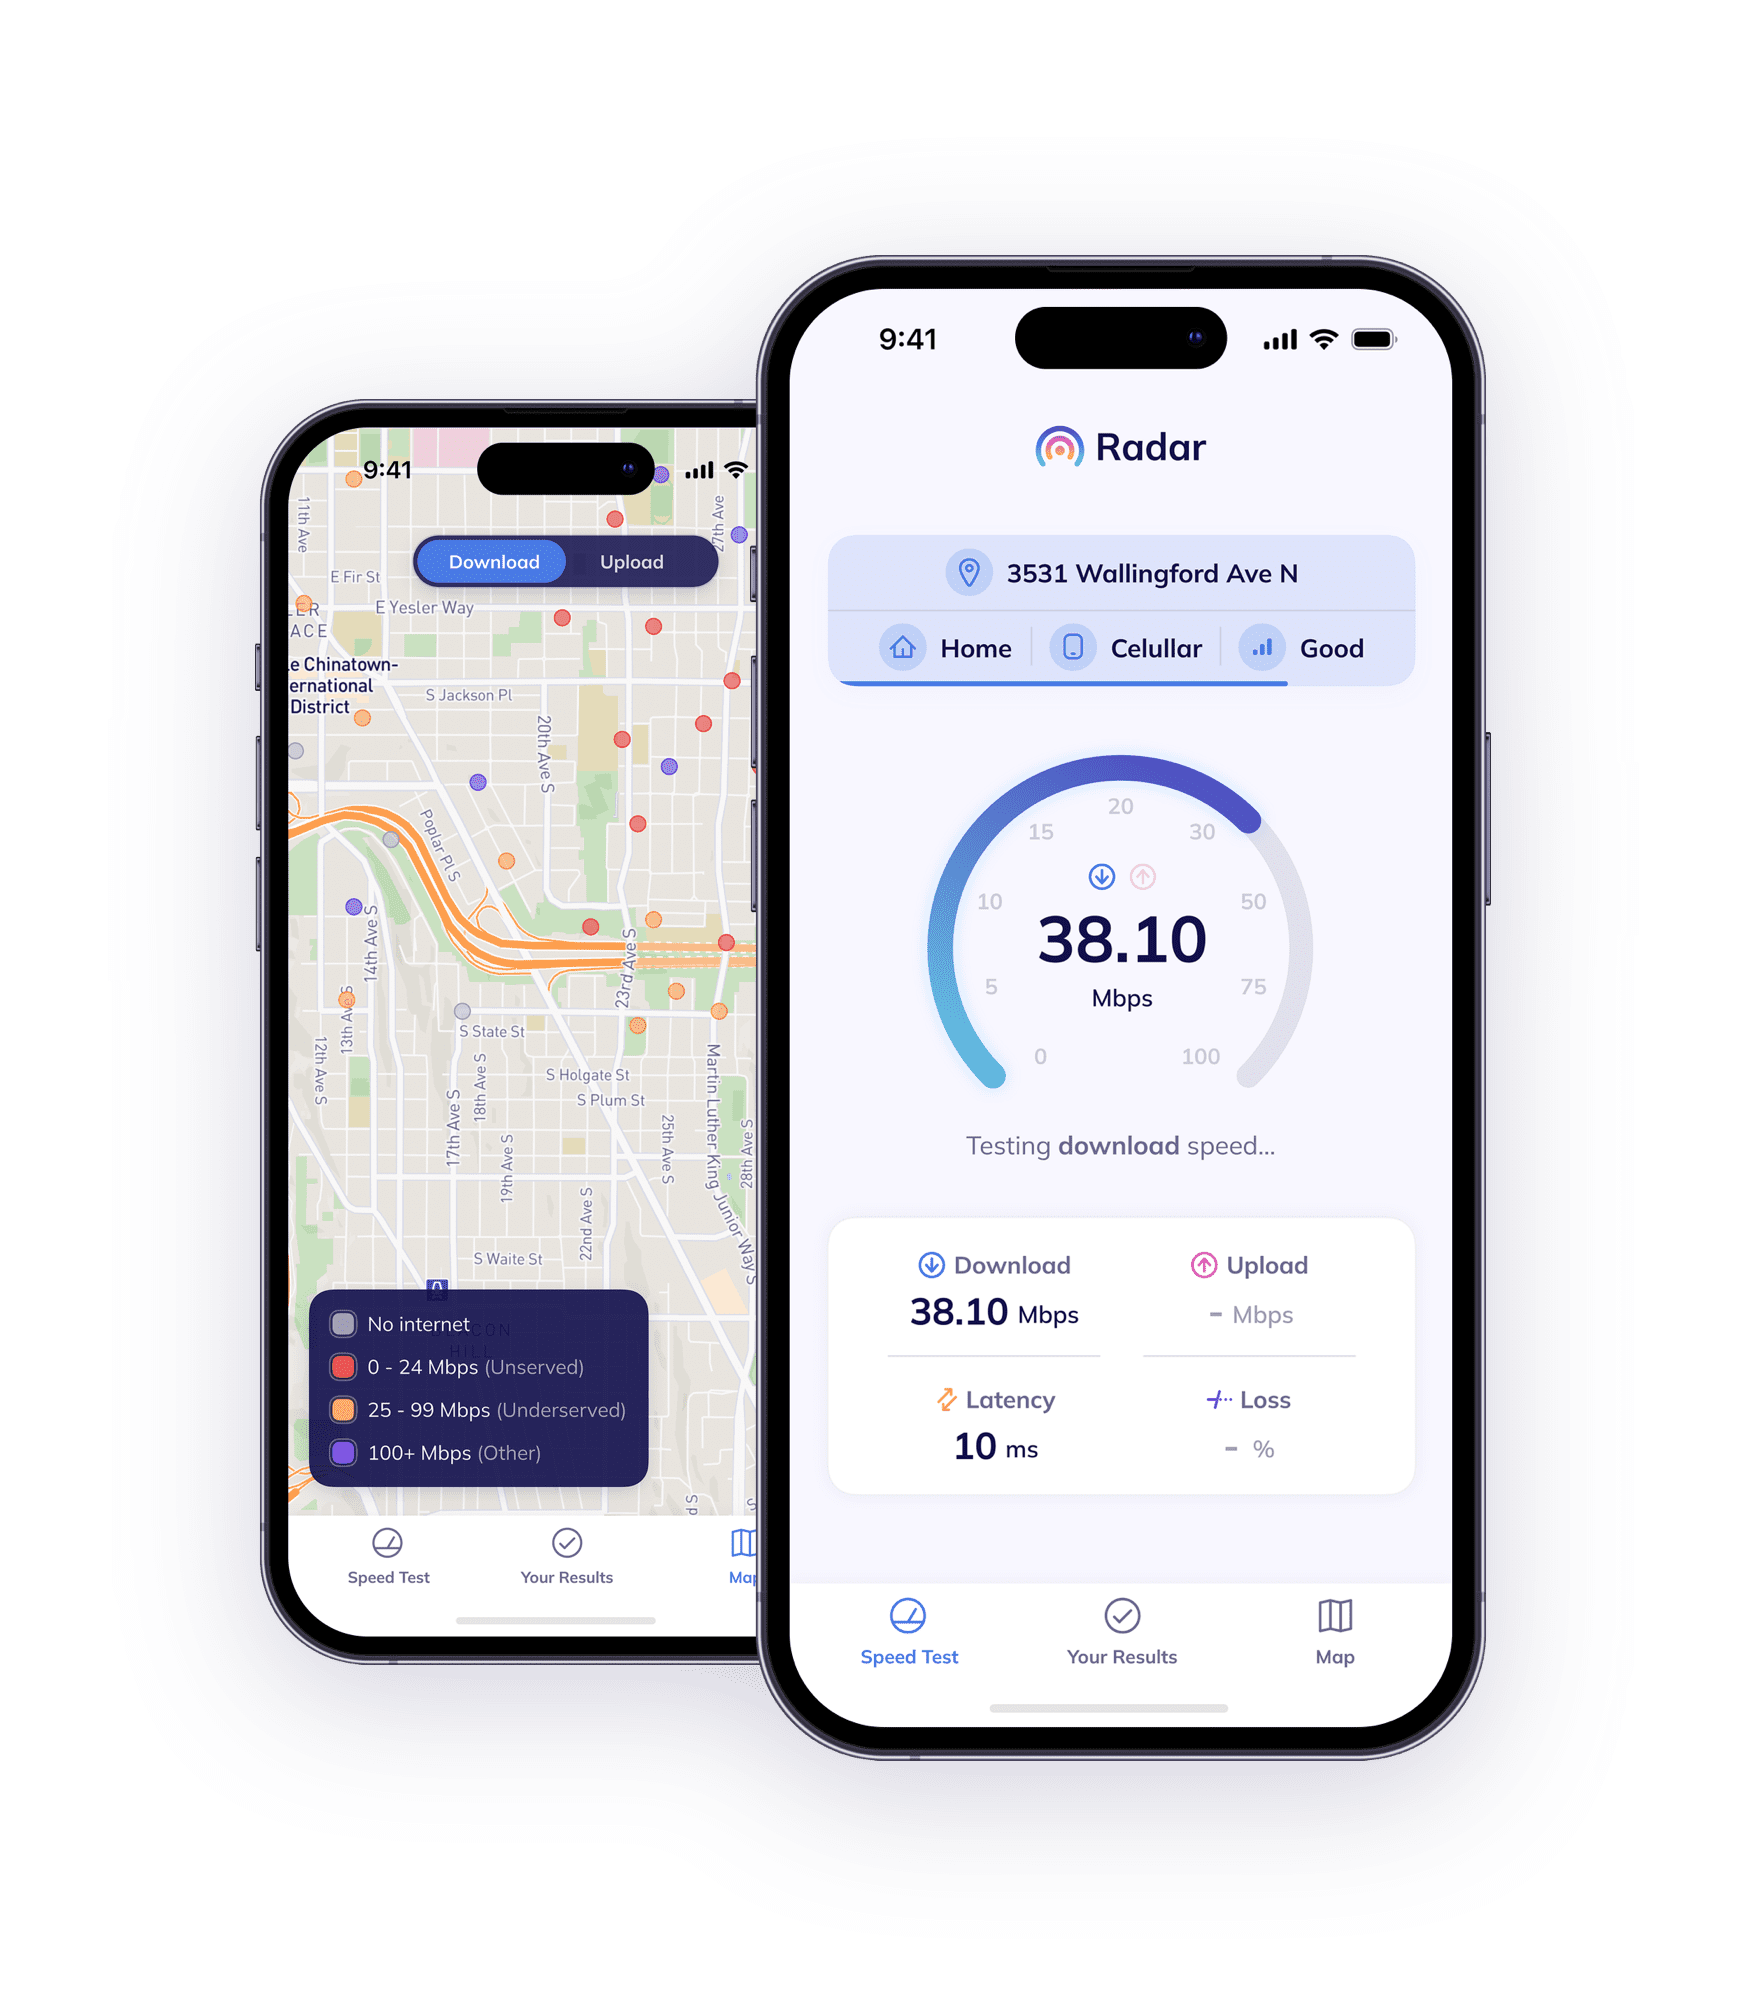 9:41
11th Ave
27th Ave
Download
Upload
E Fir St
E Yesler Way
LER
ACE
e Chinatown-
ernational
District
S Jackson Pl
20th Ave S
Poplar Pl S
14th Ave S
23rd Ave S
13th Ave S
S State St
12th Ave S
18th Ave S
17th Ave S
S Holgate St
S Plum St
Martin Luther King Junior Way S
25th Ave S
28th Ave S
19th Ave S
22nd Ave S
S Waite St
No internet
0 - 24 Mbps (Unserved)
25 - 99 Mbps (Underserved)
100+ Mbps (Other)
Speed Test
Your Results
Map
9:41
Radar
3531 Wallingford Ave N
Home
Celullar
Good
20
15
30
10
50
38.10
Mbps
5
75
0
100
Testing download speed...
Download
38.10 Mbps
Upload
- Mbps
Latency
10 ms
Loss
- %
Speed Test
Your Results
Map